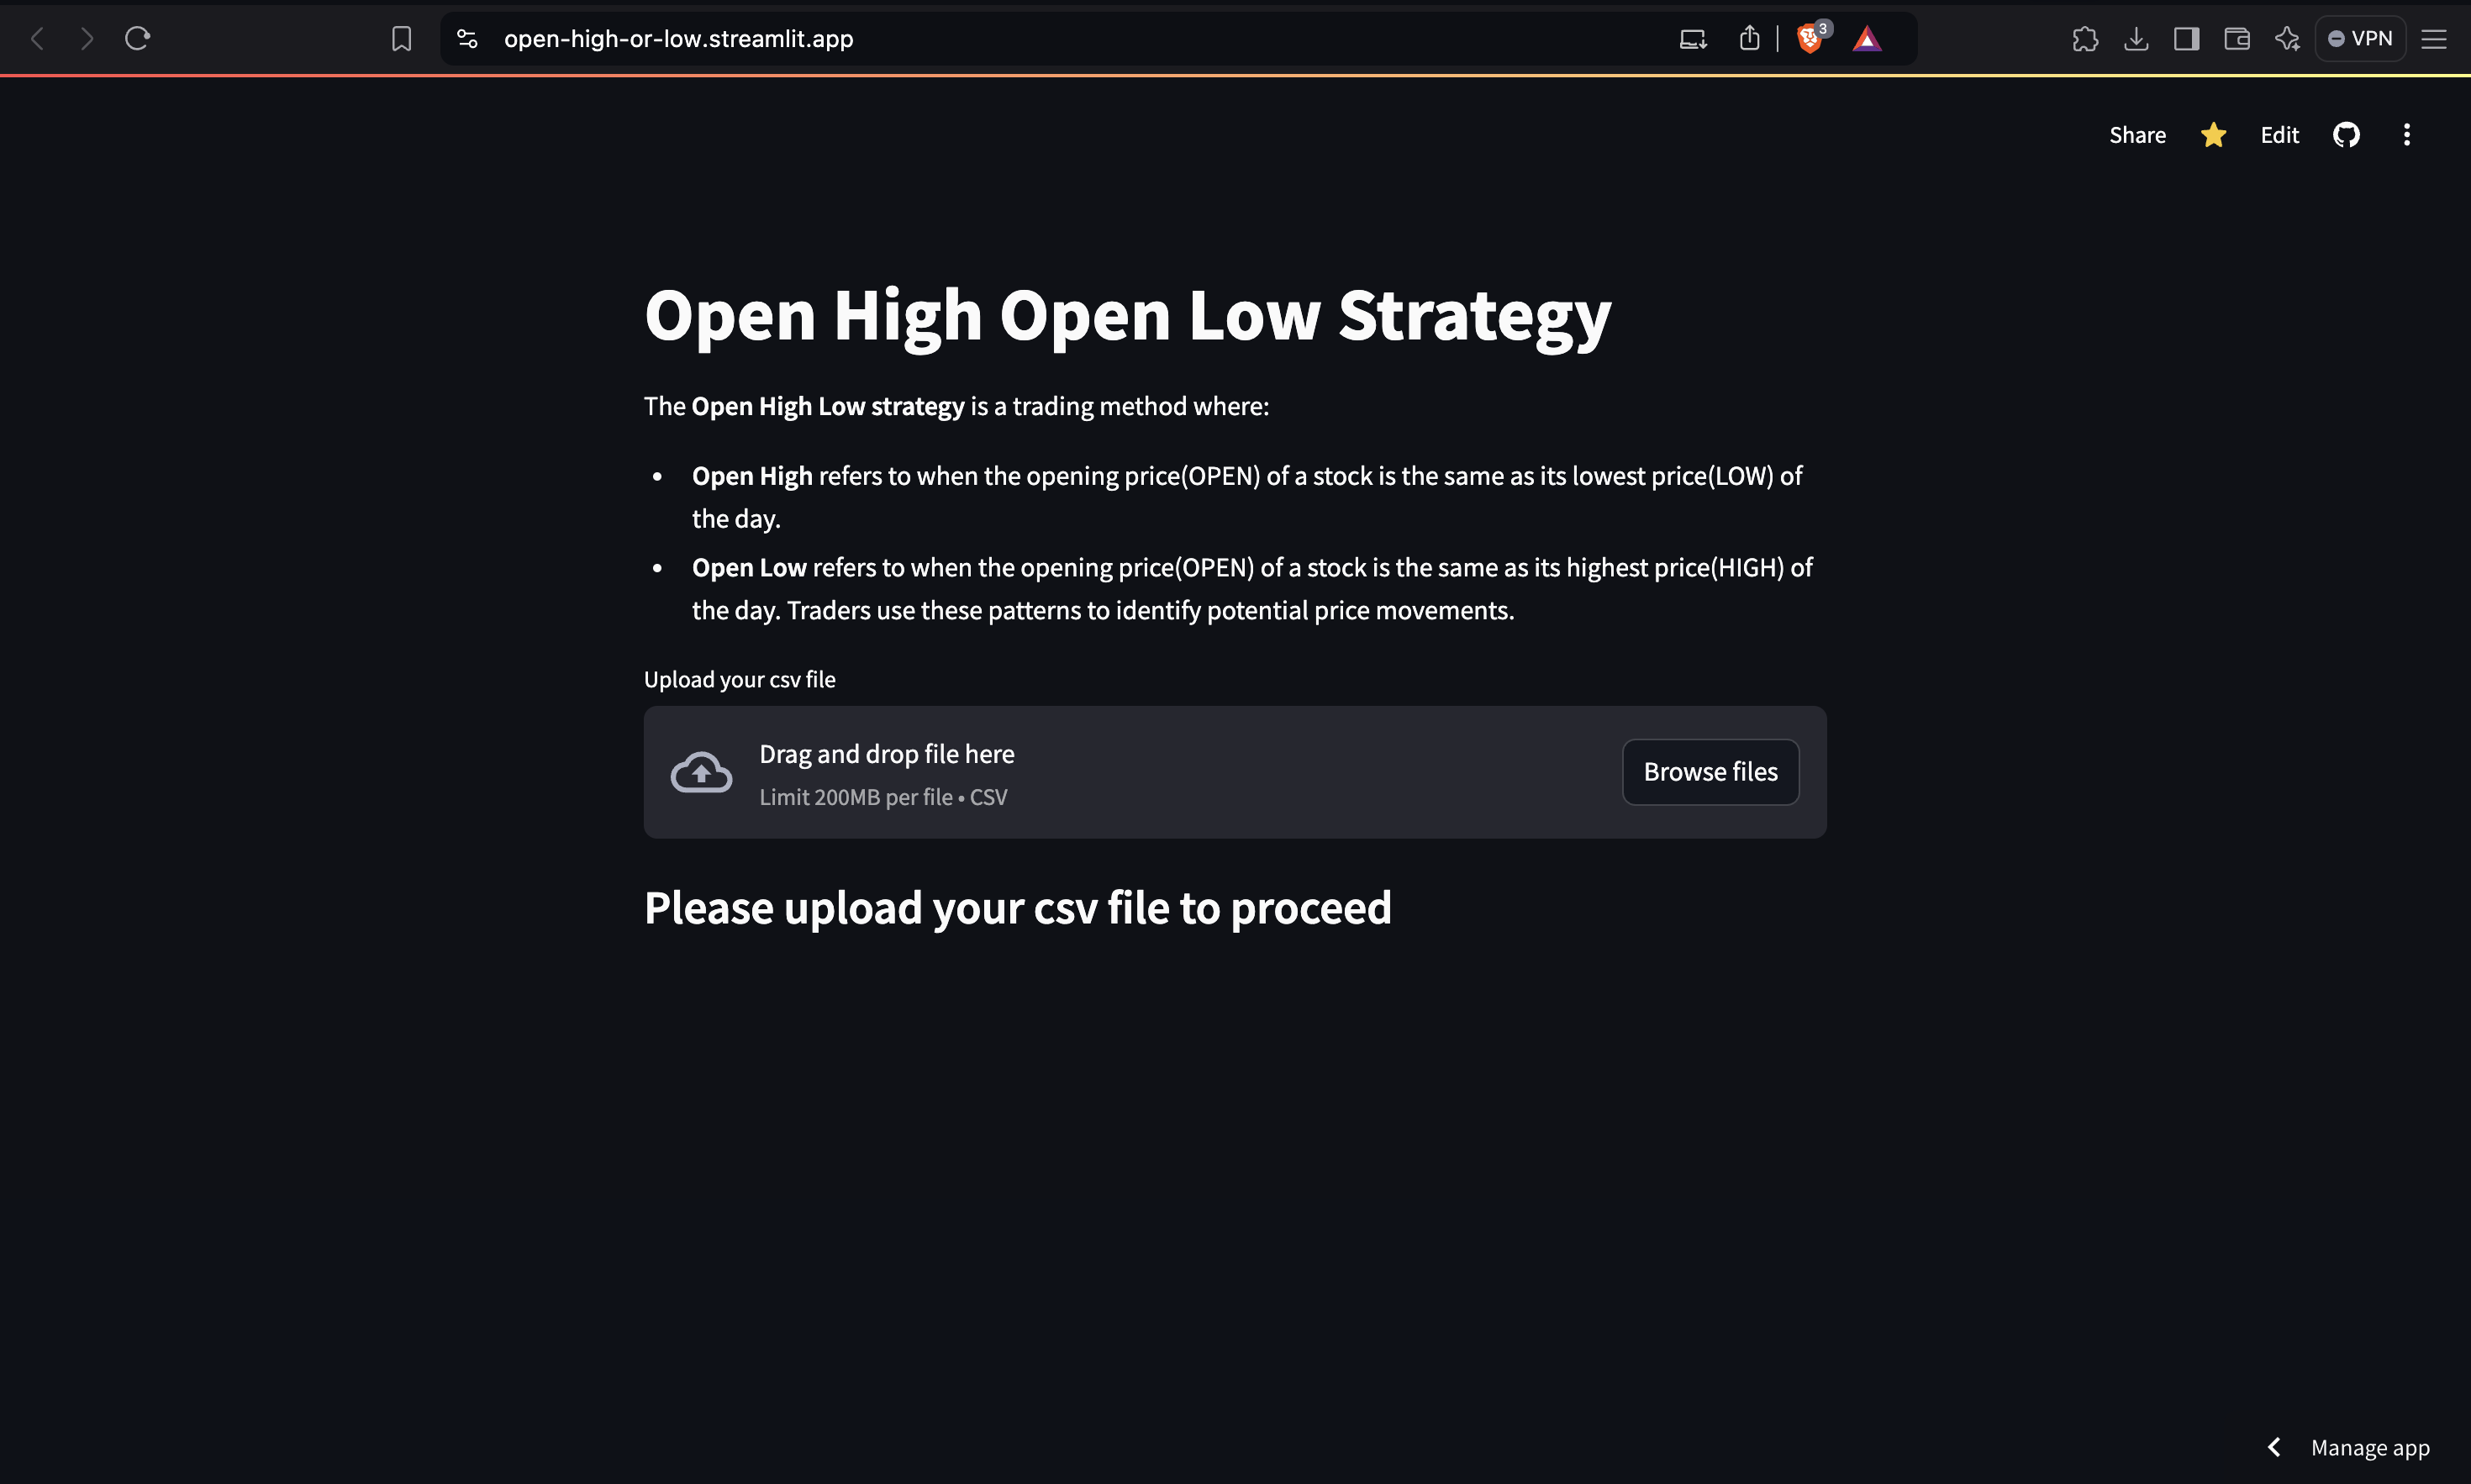 open-high-or-low.streamlit.app
3
VPN
Share
Edit
Open High Open Low Strategy
The Open High Low strategy is a trading method where:
• Open High refers to when the opening price(OPEN) of a stock is the same as its lowest price(LOW) of
the day.
• Open Low refers to when the opening price(OPEN) of a stock is the same as its highest price(HIGH) of
the day. Traders use these patterns to identify potential price movements.
Upload your csv file
Drag and drop file here
Limit 200MB per file • CSV
Browse files
Please upload your csv file to proceed
Manage app